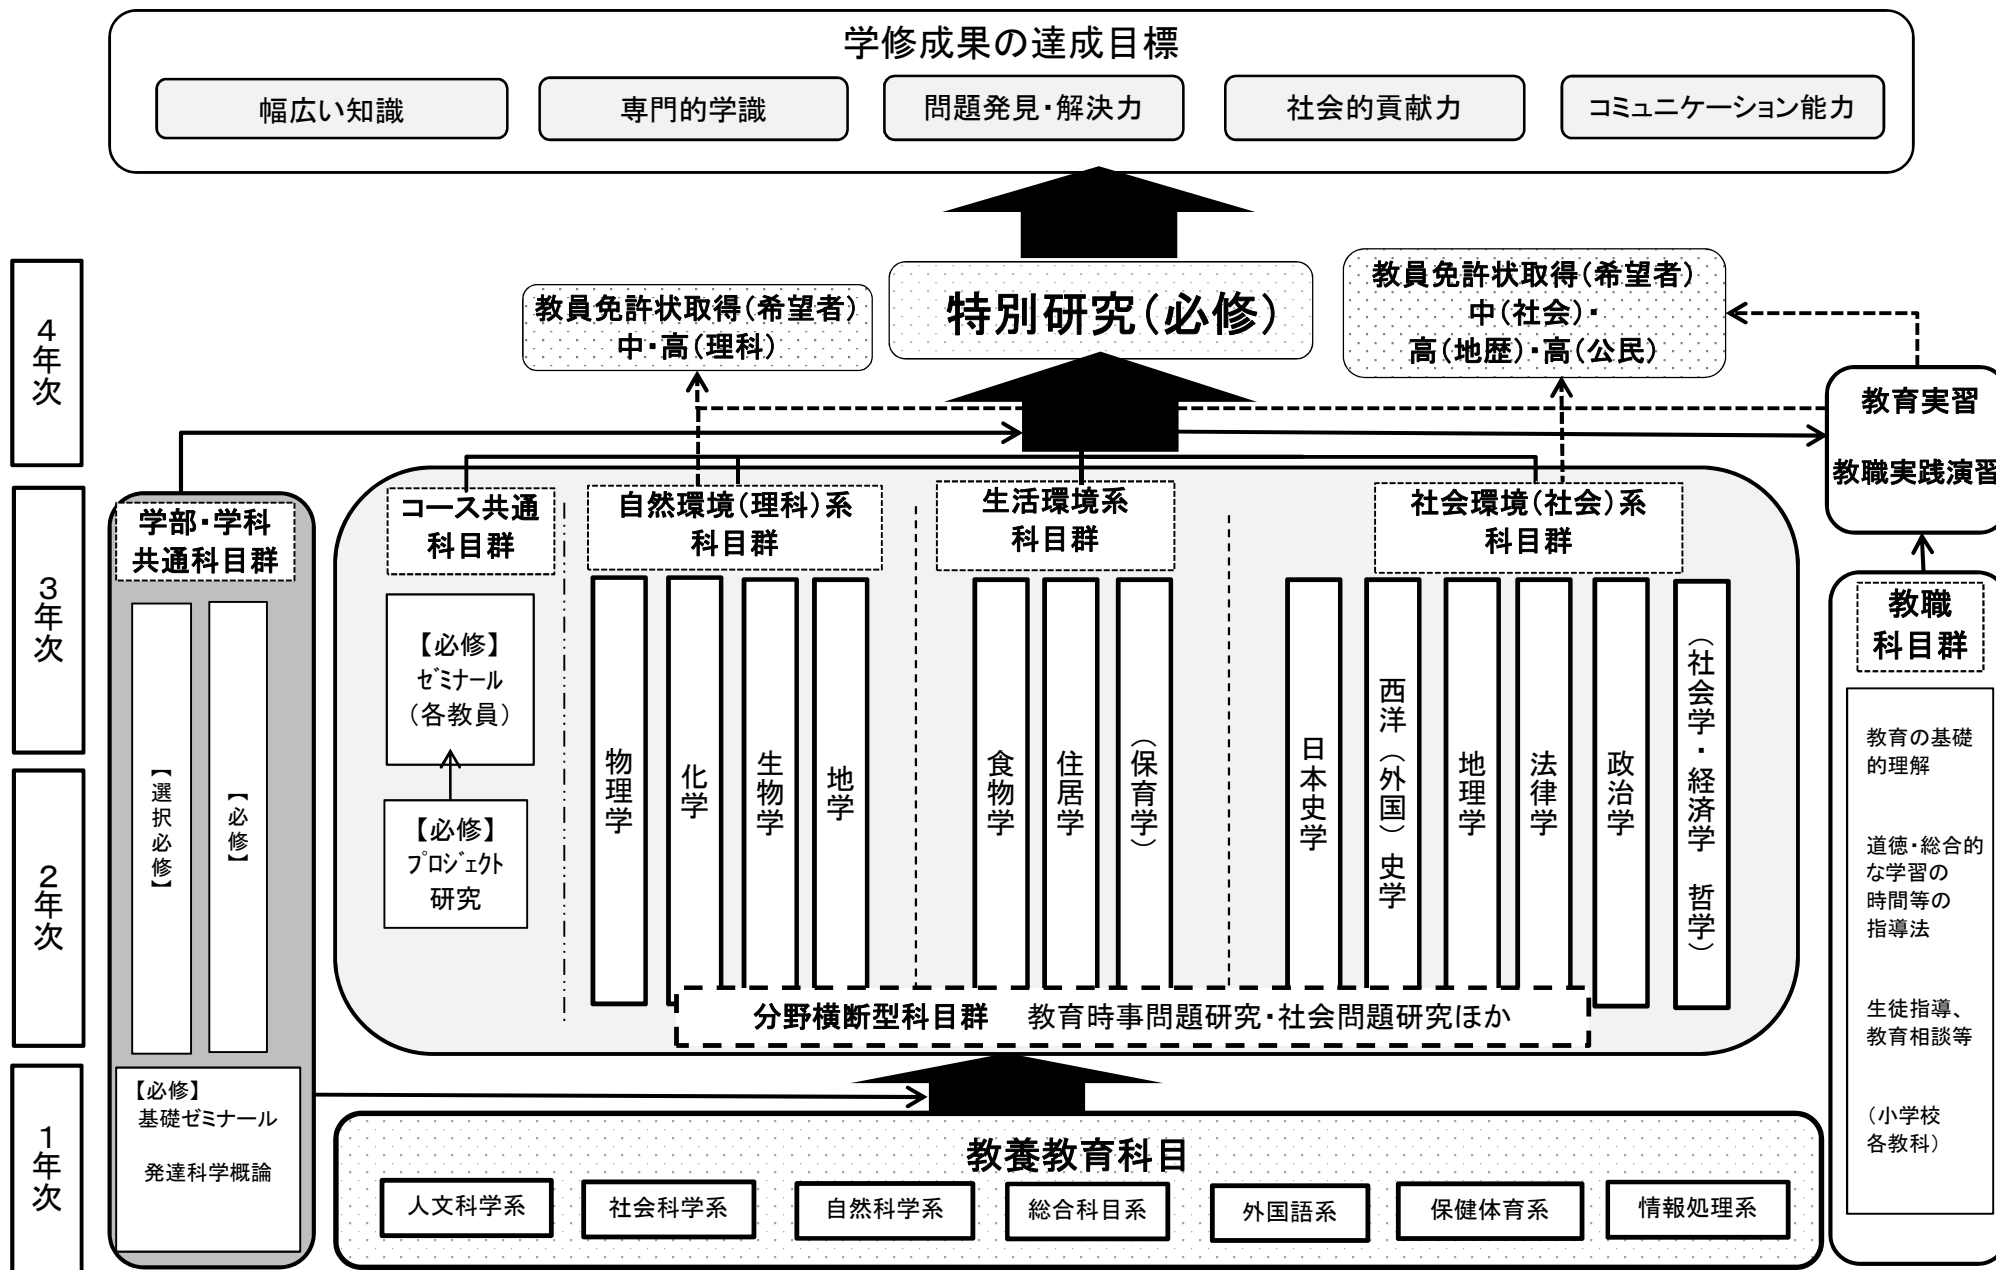 学修成果の達成目標
幅広い知識
専門的学識
問題発見・解決力
社会的貢献力
コミュニケーション能力
4年次
教員免許状取得(希望者)
中・高(理科)
特別研究(必修)
教員免許状取得(希望者)
中(社会)・
高(地歴)・高(公民)
教育実習
教職実践演習
3年次
2年次
1年次
学部・学科
共通科目群
【選択必修】
【必修】
【必修】
基礎ゼミナール
発達科学概論
コース共通
科目群
【必修】
ゼミナール
(各教員)
【必修】
プロジェクト
研究
自然環境(理科)系
科目群
物理学
化学
生物学
地学
生活環境系
科目群
食物学
住居学
(保育学)
社会環境(社会)系
科目群
日本史学
西洋(外国)史学
地理学
法律学
政治学
(社会学・経済学 哲学)
分野横断型科目群 教育時事問題研究・社会問題研究ほか
教職
科目群
教育の基礎
的理解
道徳・総合的
な学習の
時間等の
指導法
生徒指導、
教育相談等
(小学校
各教科)
教養教育科目
人文科学系
社会科学系
自然科学系
総合科目系
外国語系
保健体育系
情報処理系